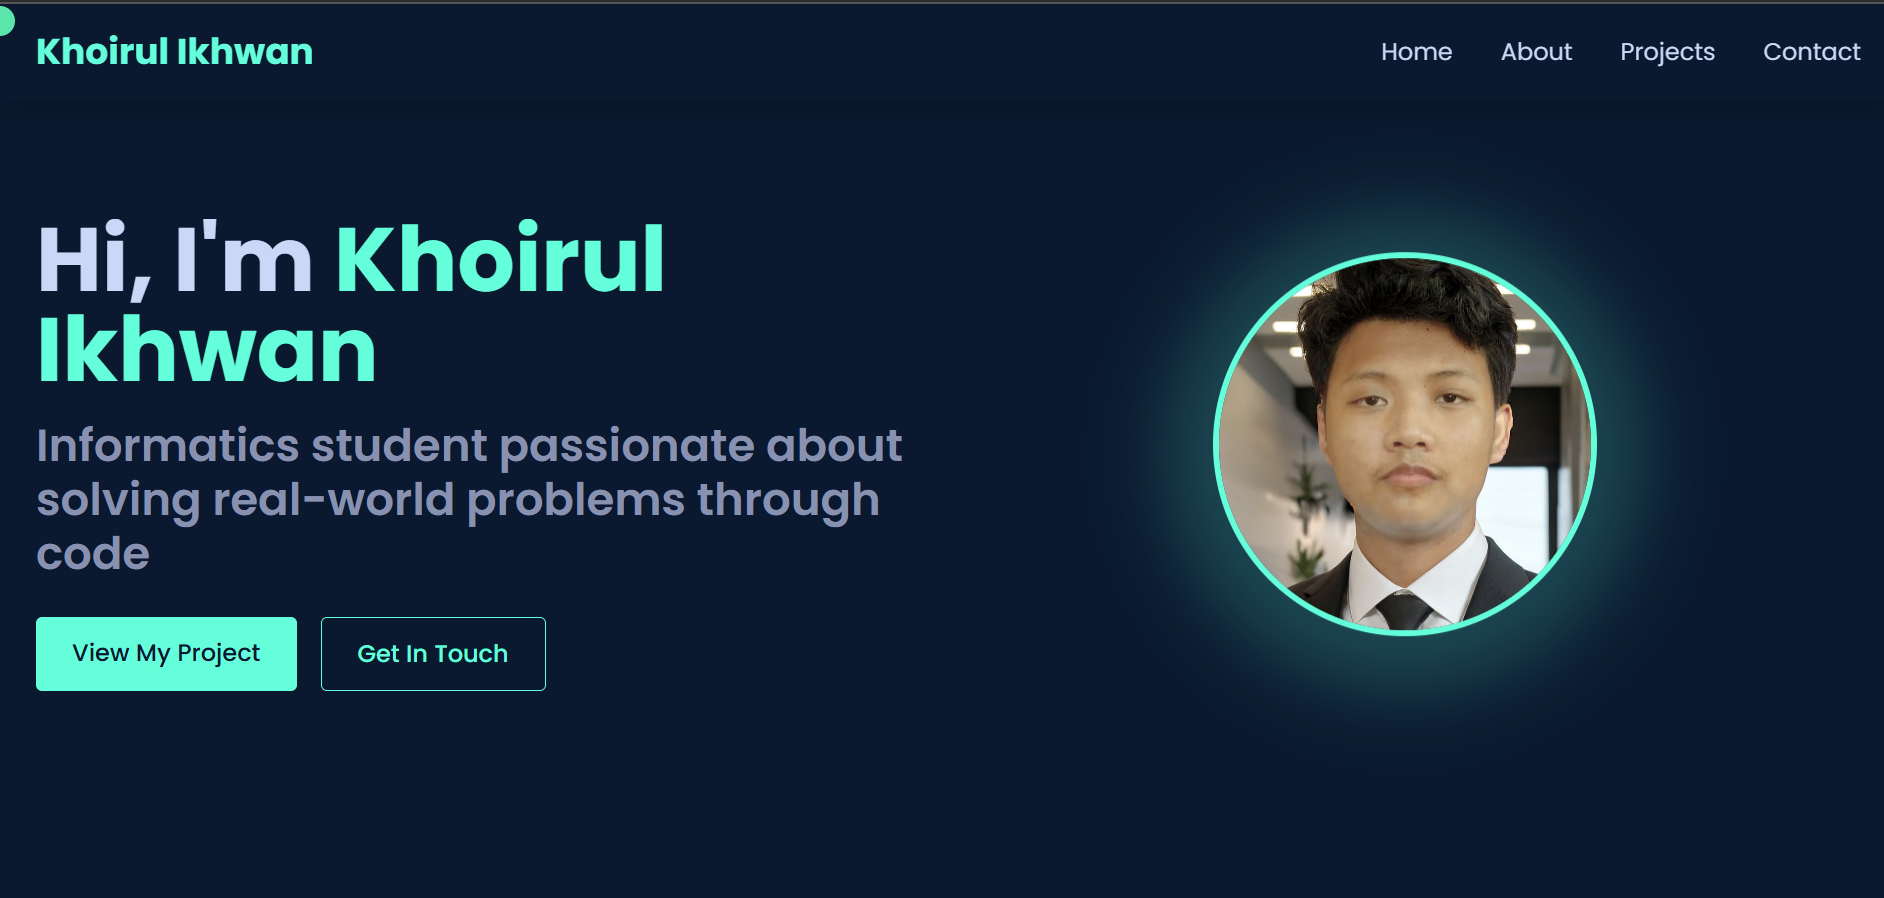 Khoirul Ikhwan
Home
About
Projects
Contact
Hi, I'm Khoirul
Ikhwan
Informatics student passionate about
solving real-world problems through
code
View My Project
Get In Touch